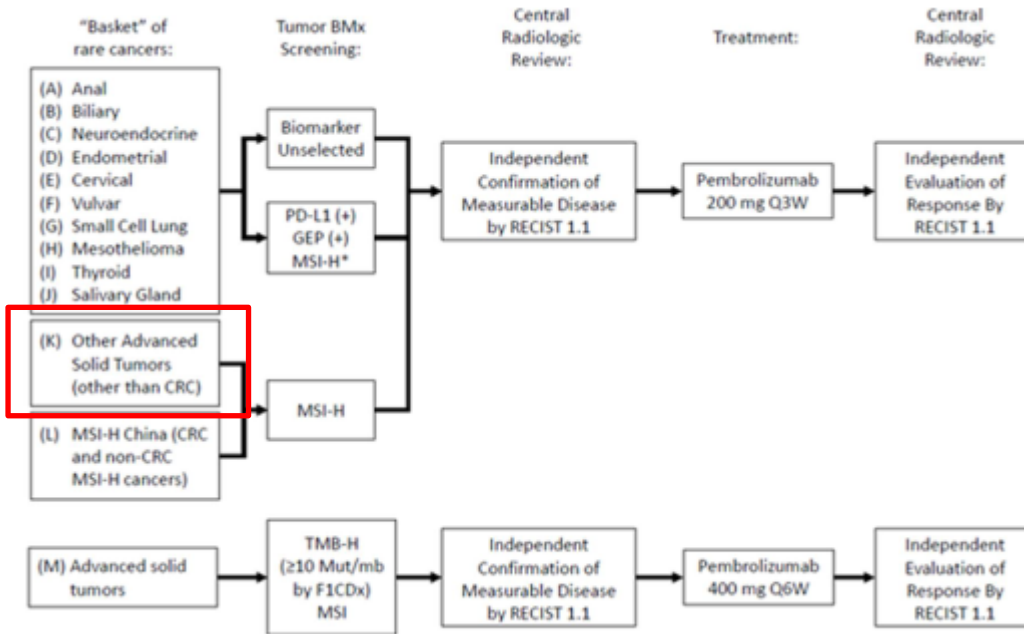 "Basket" of
rare cancers:
Tumor BMx
Screening:
Central
Radiologic
Review:
Treatment:
Central
Radiologic
Review:
(A) Anal
(B) Biliary
(C) Neuroendocrine
(D) Endometrial
(E) Cervical
(F) Vulvar
(G) Small Cell Lung
(H) Mesothelioma
(I) Thyroid
(J) Salivary Gland
Biomarker
Unselected
PD-L1 (+)
GEP (+)
MSI-H*
Independent
Confirmation of
Measurable Disease
by RECIST 1.1
Pembrolizumab
200 mg Q3W
Independent
Evaluation of
Response By
RECIST 1.1
(K) Other Advanced
Solid Tumors
(other than CRC)
(L) MSI-H China (CRC
and non-CRC
MSI-H cancers)
MSI-H
(M) Advanced solid
tumors
TMB-H
(≥10 Mut/mb
by F1CDx)
MSI
Independent
Confirmation of
Measurable Disease
by RECIST 1.1
Pembrolizumab
400 mg Q6W
Independent
Evaluation of
Response By
RECIST 1.1